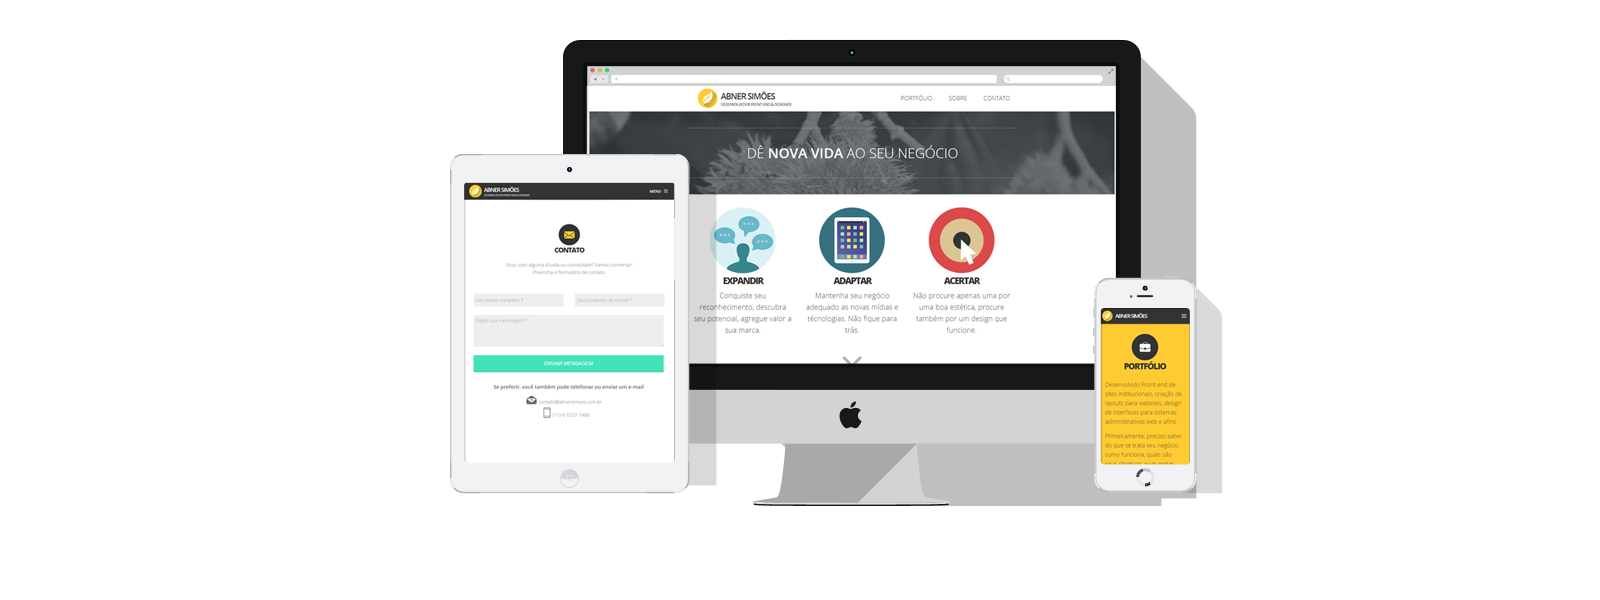 ABNER SIMÕES
DESENVOLVEDOR FRONT-END & DESIGNER
PORTFÓLIO SOBRE CONTATO
DÊ NOVA VIDA AO SEU NEGÓCIO
EXPANDIR
Conquiste seu
reconhecimento, descubra
seu potencial, agregue valor a
sua marca.
ADAPTAR
Mantenha seu negócio
adequado as novas mídias e
técnologias. Não fique para
trás.
ACERTAR
Não procure apenas uma por
uma boa estética, procure
também por um design que
funcione.
ABNER SIMÕES
DESENVOLVEDOR FRONT-END & DESIGNER
MENU
CONTATO
Ficou com alguma dúvida ou curiosidade? Vamos conversar!
Preencha o formulário de contato
Seu nome completo *
Seu Endereço de e-mail *
Digite sua mensagem *
ENVIAR MENSAGEM
Se preferir, você também pode telefonar ou enviar um e-mail
contato@abnersimoes.com.br
(11) 9 7237-7486
ABNER SIMÕES
PORTFÓLIO
Desenvolvido Front-end de
sites institucionais, criação de
layouts para websites, design
de interfaces para sistemas
administrativos web e afins.
Primeiramente, preciso saber
do que se trata seu negócio,
como funciona, quais são